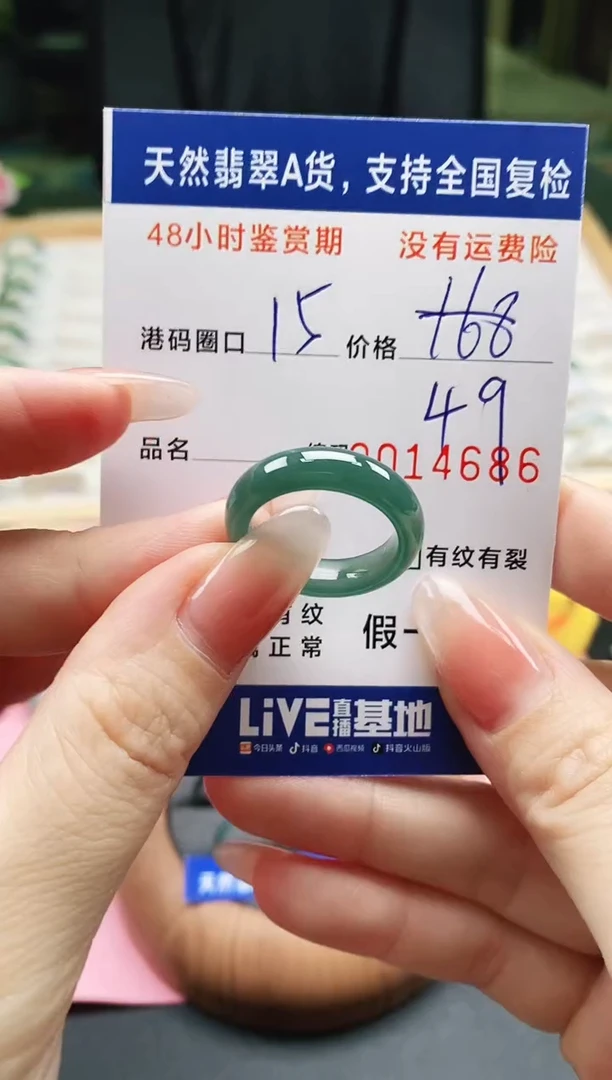 天然翡翠A货，支持全国复检
48小时鉴赏期 没有运费险
港码圈口 15 价格 168
49
品名 014686
有纹有裂
有纹
正常 假一
LiVE直播基地
今日头条 抖音 西瓜视频 抖音火山版
天然